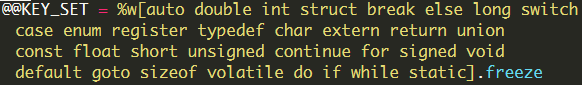 @@KEY_SET = %w[auto double int struct break else long switch
case enum register typedef char extern return union
const float short unsigned continue for signed void
default goto sizeof volatile do if while static].freeze